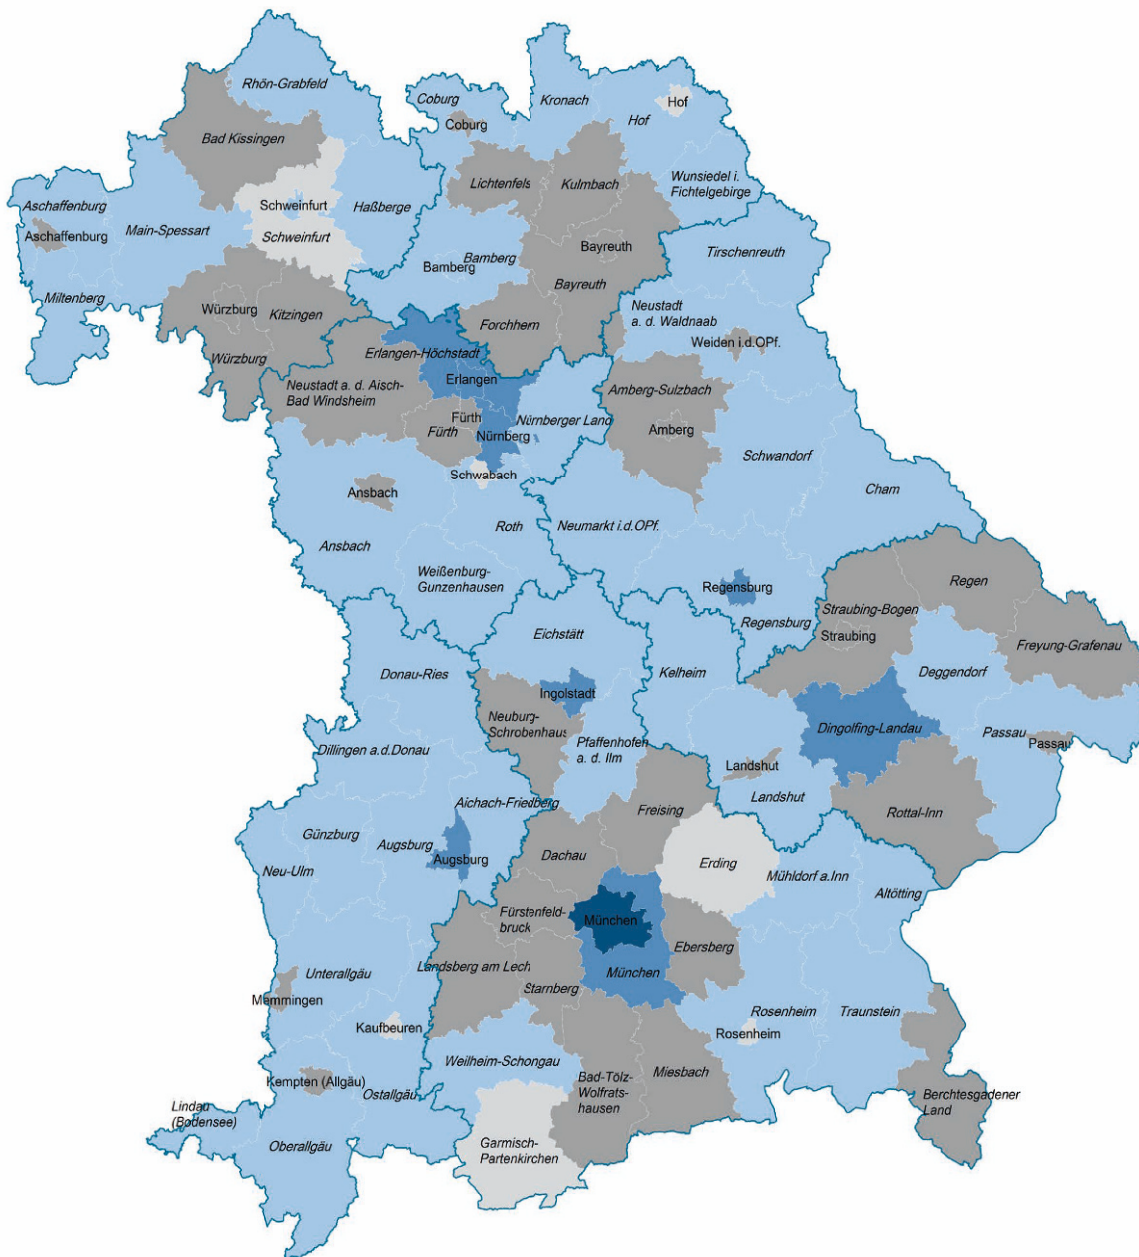 Rhön-Grabfeld
Coburg
Kronach
Hof
Hof
Coburg
Bad Kissingen
Lichtenfels
Kulmbach
Wunsiedel i.
Fichtelgebirge
Aschaffenburg
Schweinfurt
Haßberge
Main-Spessart
Aschaffenburg
Schweinfurt
Bayreuth
Tirschenreuth
Bamberg
Bamberg
Bayreuth
Miltenberg
Würzburg
Kitzingen
Forchhem
Neustadt
a. d. Waldnaab
Weiden i.d.OPf.
Würzburg
Erlangen-Höchstadt
Erlangen
Neustadt a. d. Aisch-
Bad Windsheim
Amberg-Sulzbach
Fürth
Fürth
Nürnberger Land
Nürnberg
Amberg
Schwandorf
Schwabach
Ansbach
Cham
Roth
Neumarkt i.d.OPf.
Ansbach
Weißenburg-
Gunzenhausen
Regensburg
Regen
Straubing-Bogen
Regensburg
Straubing
Freyung-Grafenau
Eichstätt
Kelheim
Deggendorf
Donau-Ries
Ingolstadt
Neuburg-
Schrobenhaus
Dingolfing-Landau
Passau
Passau
Pfaffenhofen
a. d. Ilm
Dillingen a.d.Donau
Landshut
Landshut
Aichach-Friedberg
Freising
Rottal-Inn
Günzburg
Augsburg
Augsburg
Dachau
Erding
Neu-Ulm
Mühldorf a.Inn
Altötting
Fürstenfeld-
bruck
München
Ebersberg
Landsberg am Lech
München
Unterallgäu
Starnberg
Memmingen
Rosenheim
Traunstein
Kaufbeuren
Rosenheim
Weilheim-Schongau
Bad-Tölz-
Wolfrats-
hausen
Miesbach
Kempten (Allgäu)
Ostallgäu
Berchtesgadener
Land
Lindau
(Bodensee)
Oberallgäu
Garmisch-
Partenkirchen